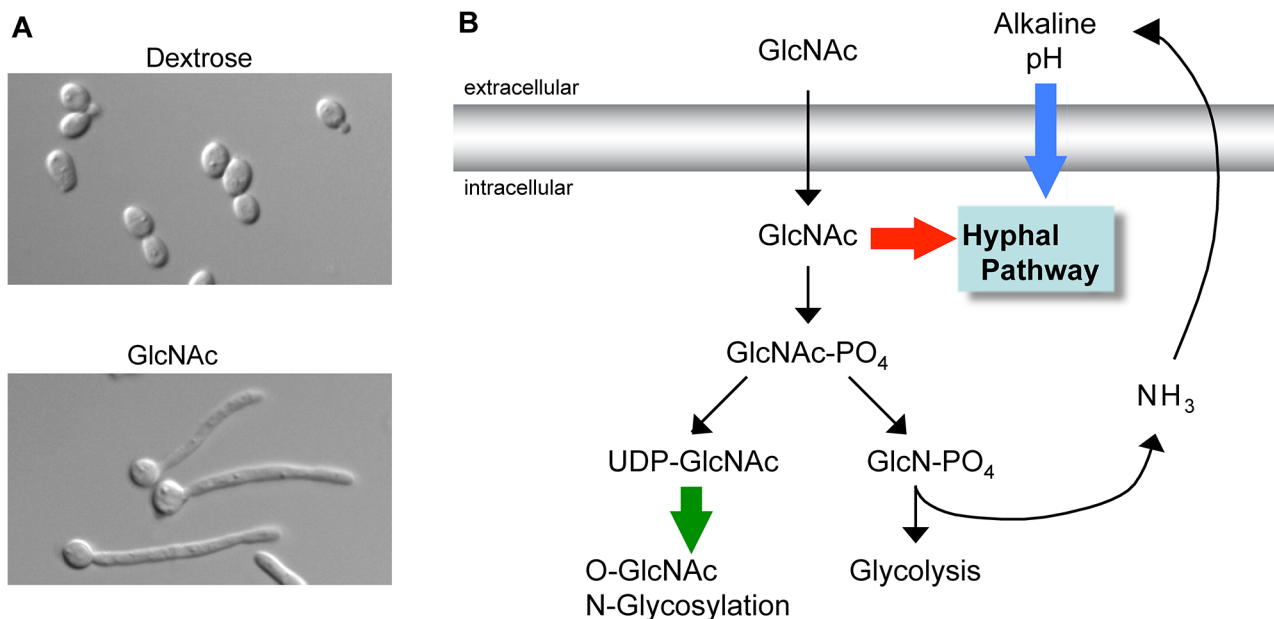 A
Dextrose
GlcNAc
B
GlcNAc
Alkaline
pH
extracellular
intracellular
GlcNAc
Hyphal
Pathway
GlcNAc-PO₄
NH₃
UDP-GlcNAc
GlcN-PO₄
O-GlcNAc
N-Glycosylation
Glycolysis